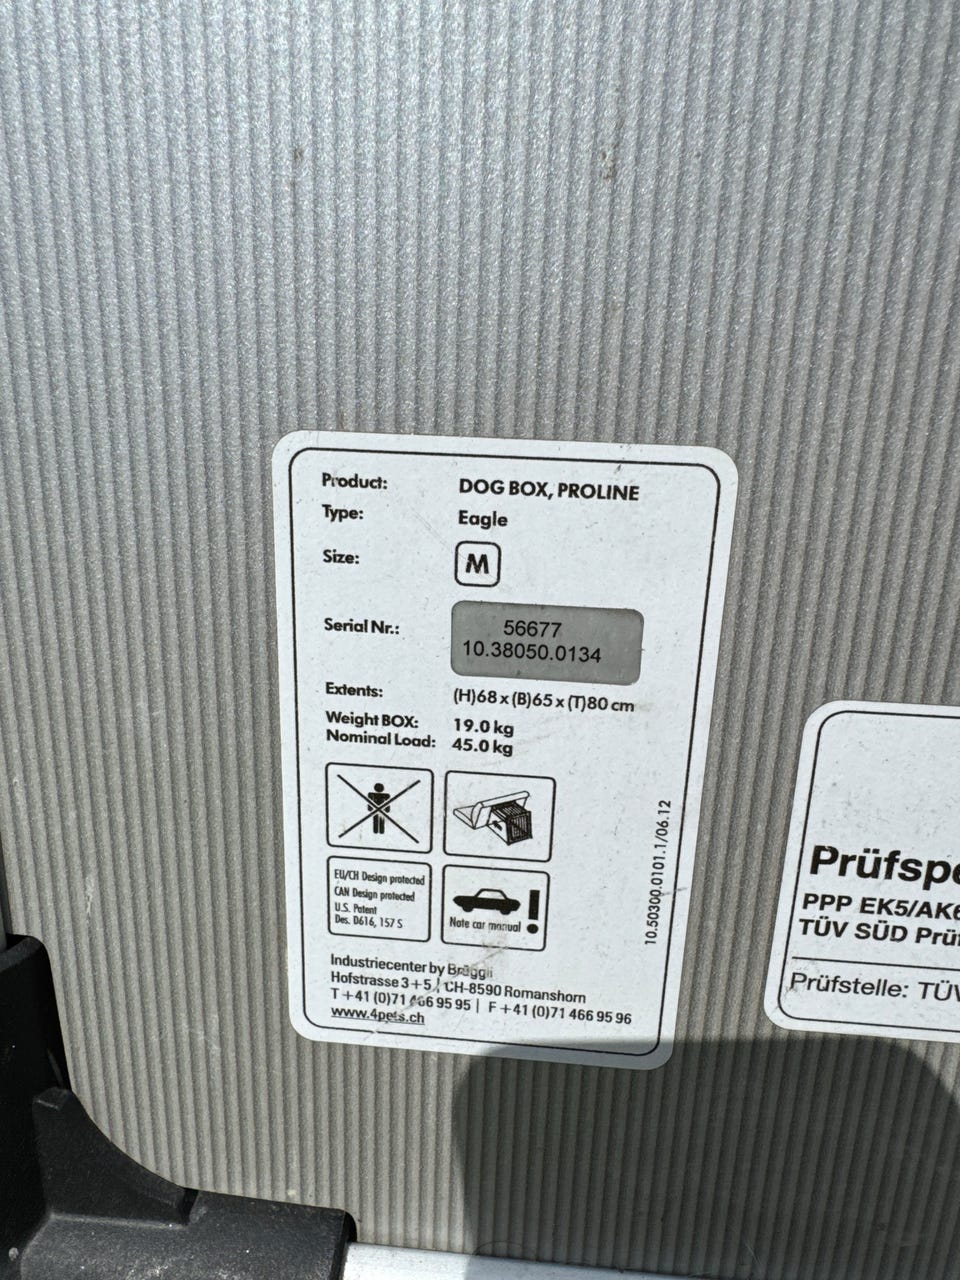 Product: DOG BOX, PROLINE
Type: Eagle
Size: M
Serial Nr.: 56677
10.38050.0134
Extents: (H)68 x (B)65 x (T)80 cm
Weight BOX: 19.0 kg
Nominal Load: 45.0 kg
EU/CH Design protected
CAN Design protected
U.S. Patent
Des. D616, 157 S
Note car manual !
10.50300.0101.1/06.12
Industriecenter by Brüggli
Hofstrasse 3+5 | CH-8590 Romanshorn
T +41 (0)71 466 95 95 | F +41 (0)71 466 95 96
www.4pets.ch
Prüfspe
PPP EK5/AK6
TÜV SÜD Prüf
Prüfstelle: TÜV